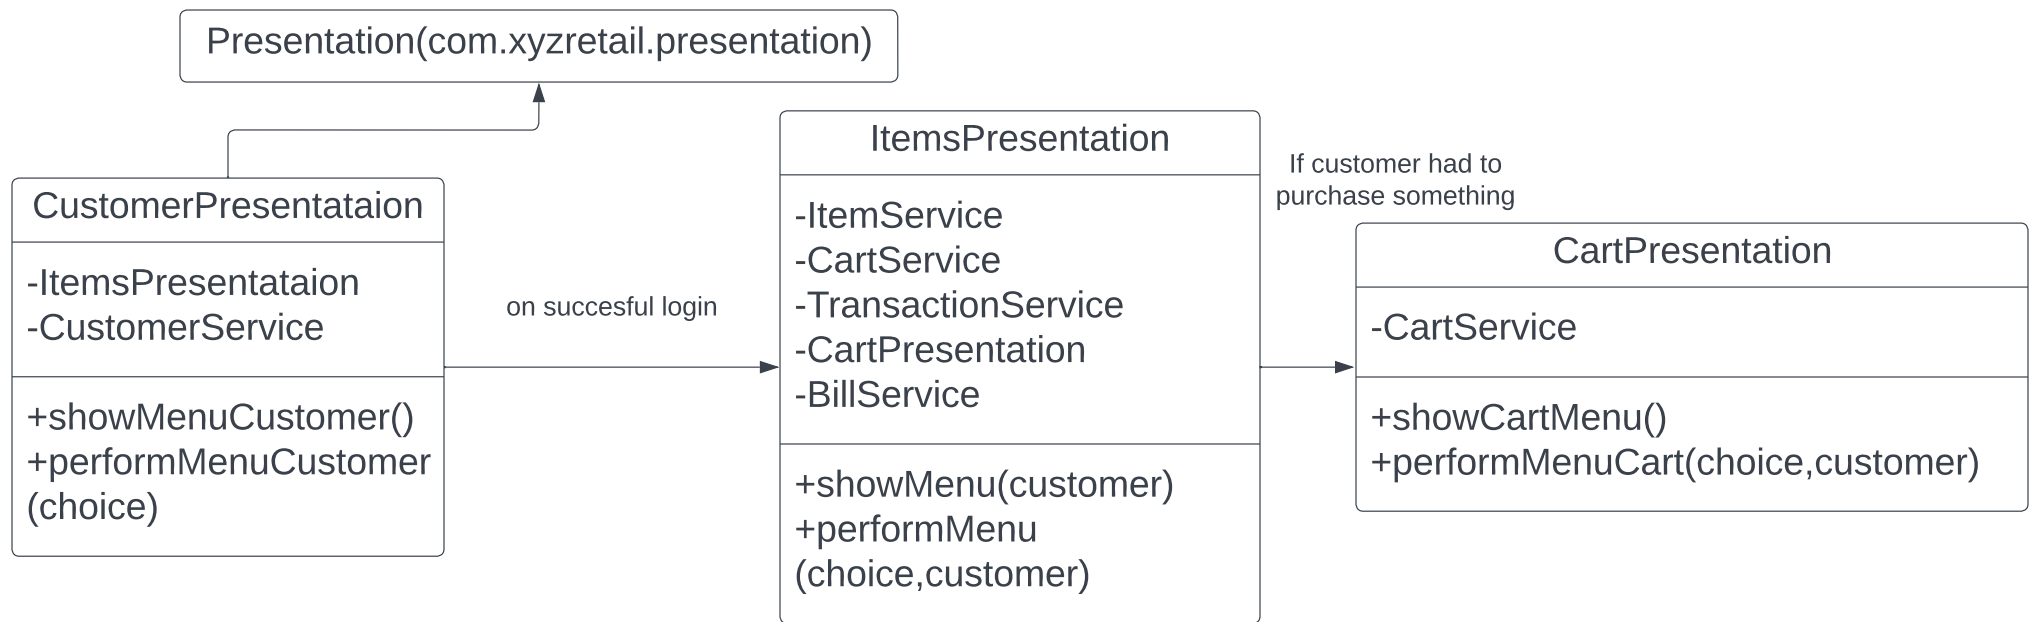 Presentation(com.xyzretail.presentation)
CustomerPresentataion
-ItemsPresentataion
-CustomerService
+showMenuCustomer()
+performMenuCustomer
(choice)
on succesful login
ItemsPresentation
-ItemService
-CartService
-TransactionService
-CartPresentation
-BillService
+showMenu(customer)
+performMenu
(choice,customer)
If customer had to
purchase something
CartPresentation
-CartService
+showCartMenu()
+performMenuCart(choice,customer)